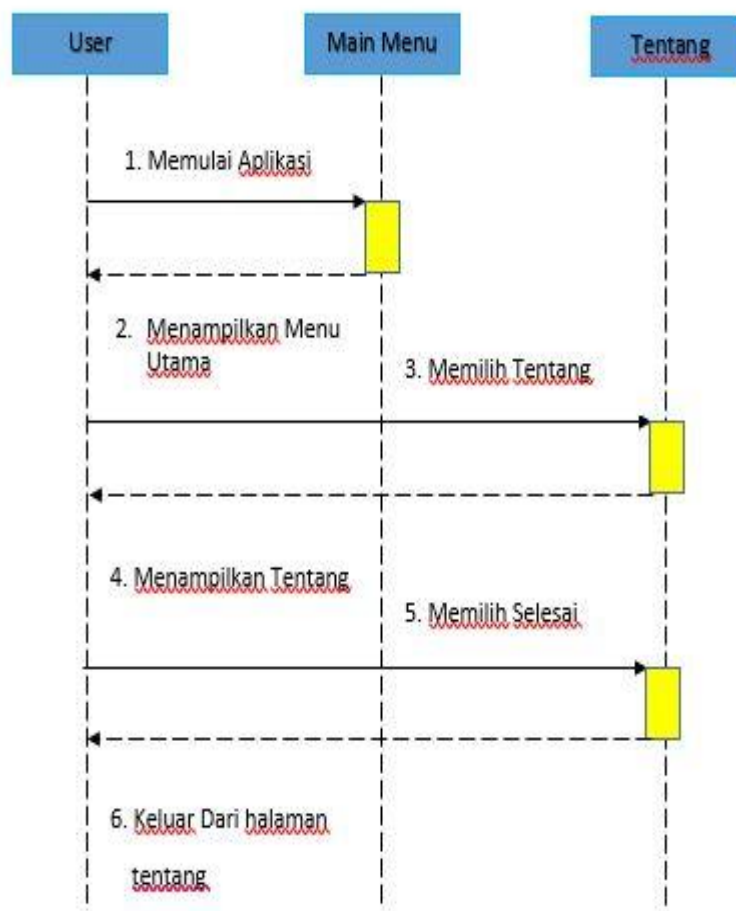 User
Main Menu
Tentang
1. Memulai Aplikasi
2. Menampilkan Menu
Utama
3. Memilih Tentang
4. Menampilkan Tentang
5. Memilih Selesai
6. Keluar Dari halaman
tentang